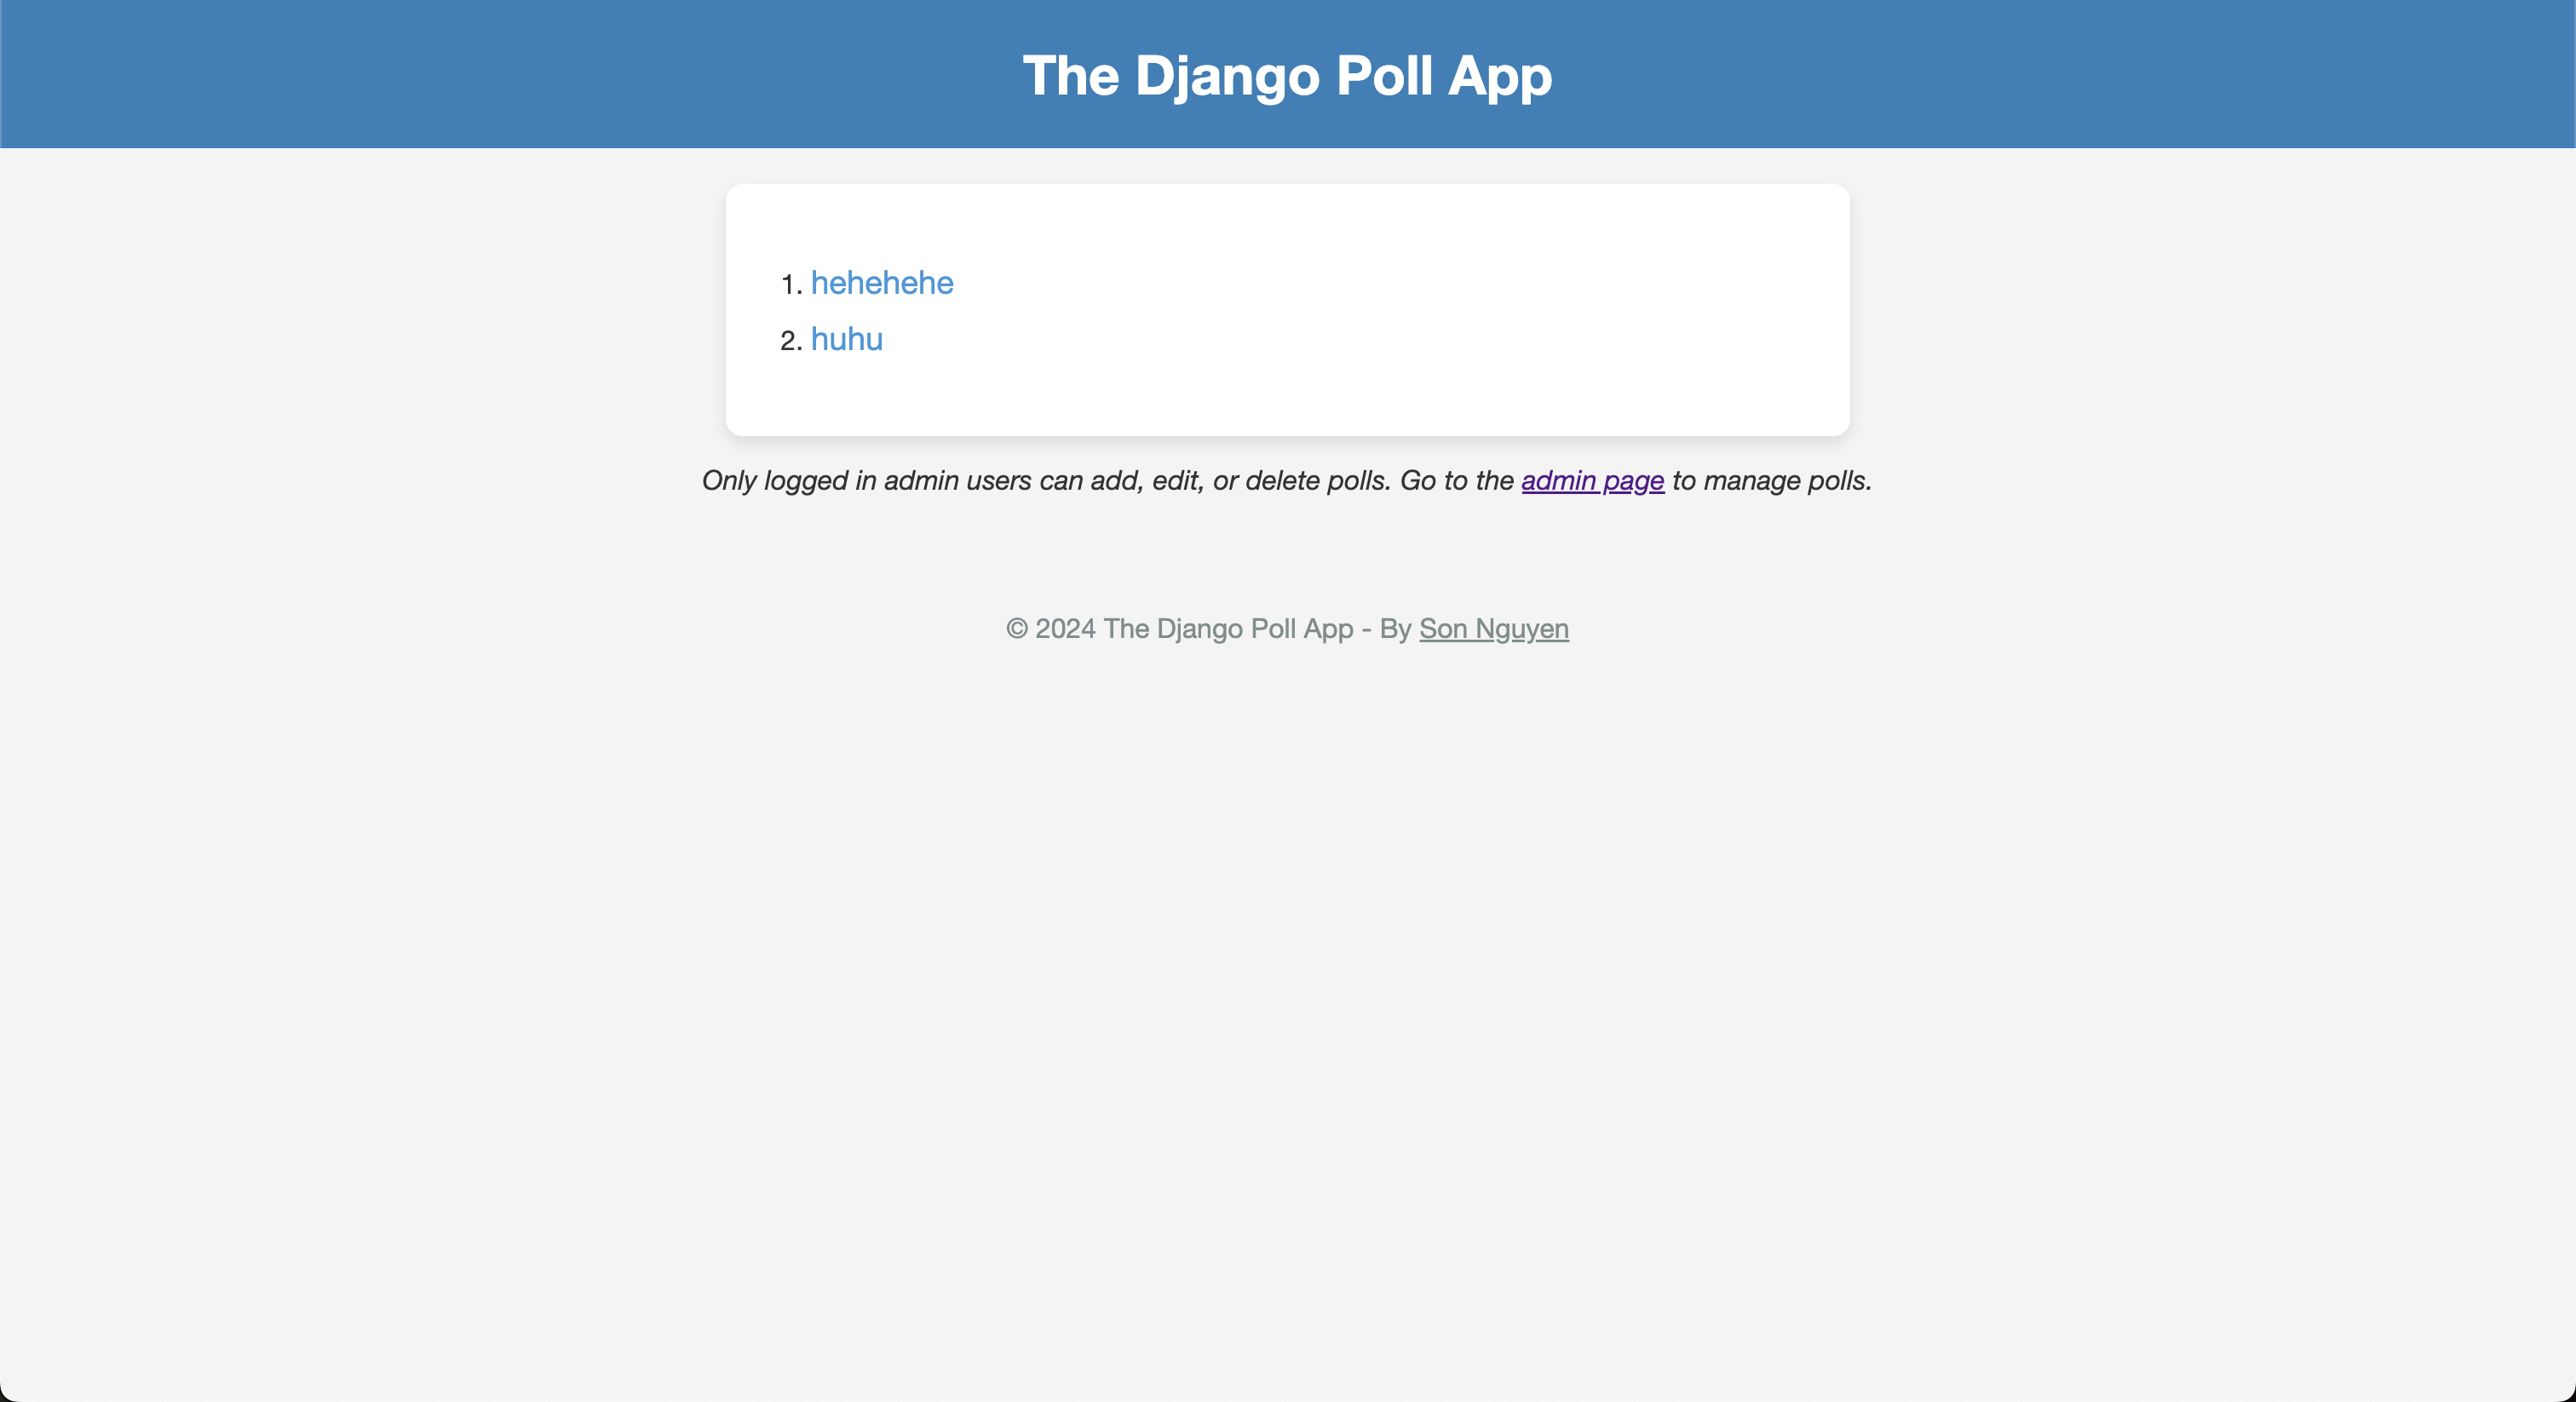 The Django Poll App
1. hehehehe
2. huhu
Only logged in admin users can add, edit, or delete polls. Go to the admin page to manage polls.
© 2024 The Django Poll App - By Son Nguyen